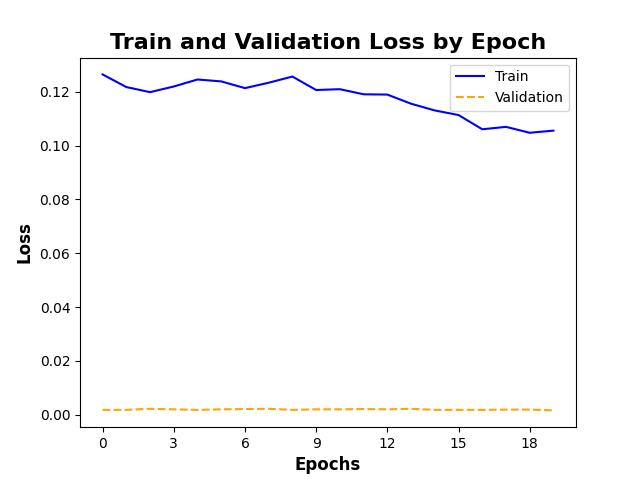 Train and Validation Loss by Epoch
Train
Validation
0.12
0.10
0.08
0.06
0.04
0.02
0.00
Loss
0 3 6 9 12 15 18
Epochs